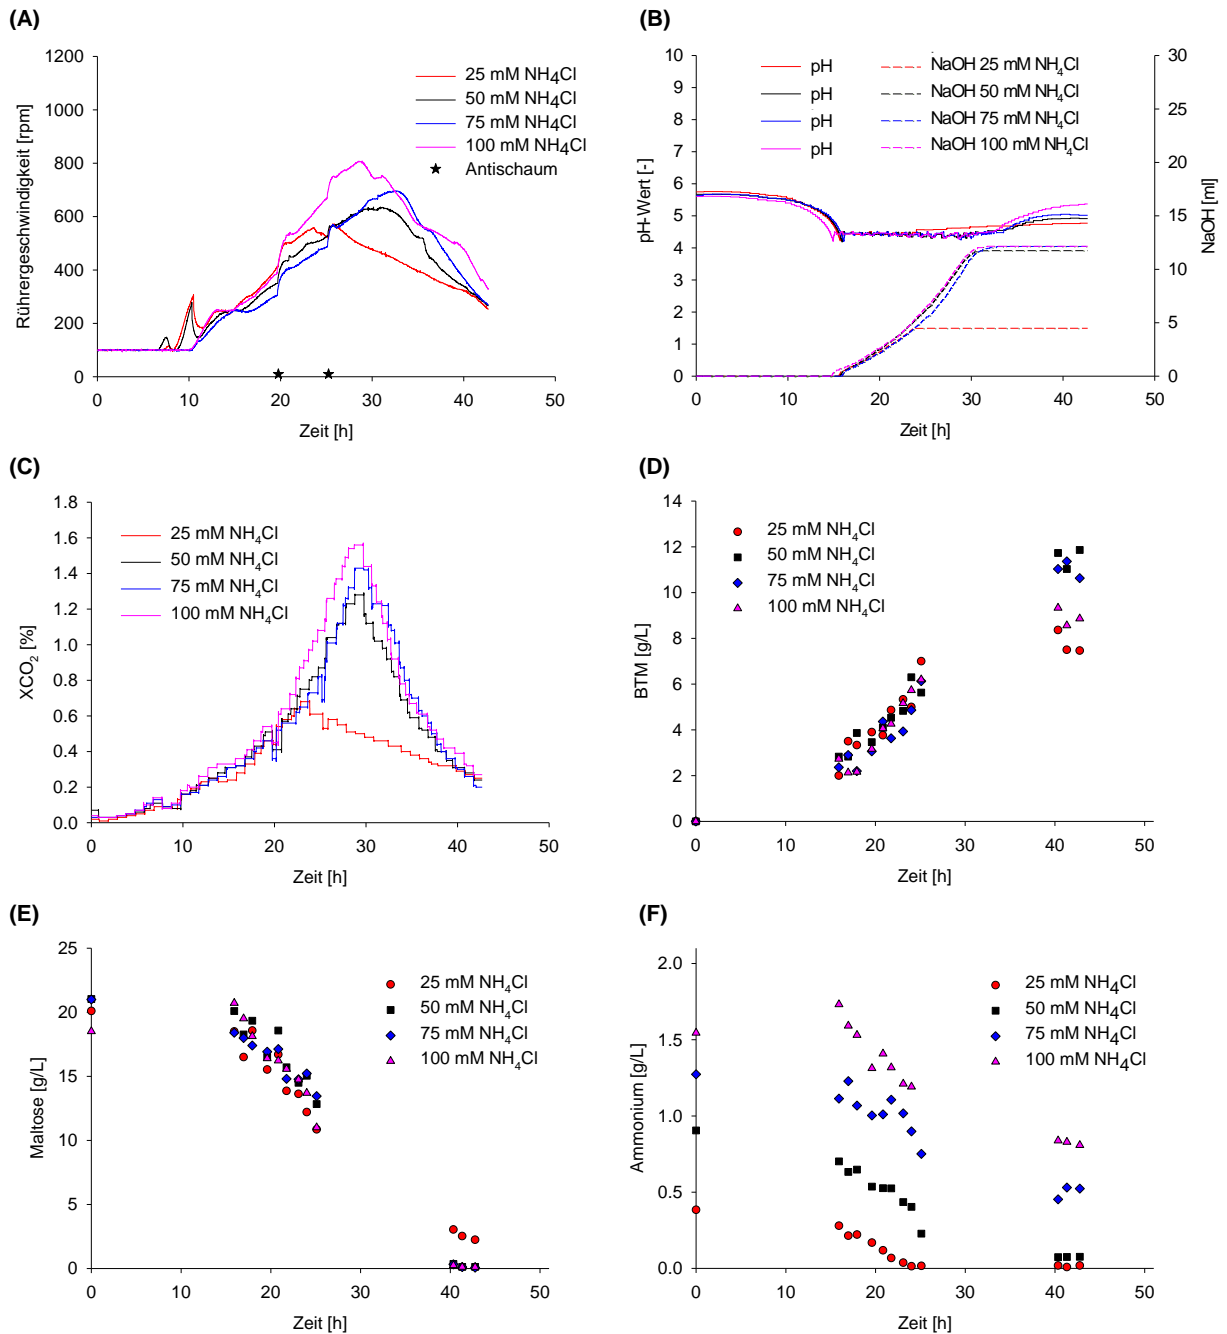 (A)
1200
1000
800
600
400
200
0
Rührergeschwindigkeit [rpm]
25 mM NH4Cl
50 mM NH4Cl
75 mM NH4Cl
100 mM NH4Cl
Antischaum
0 10 20 30 40 50
Zeit [h]
(B)
10
9
8
7
6
5
4
3
2
1
0
pH-Wert [-]
pH NaOH 25 mM NH4Cl
pH NaOH 50 mM NH4Cl
pH NaOH 75 mM NH4Cl
pH NaOH 100 mM NH4Cl
30
25
20
15
10
5
0
NaOH [ml]
0 10 20 30 40 50
Zeit [h]
(C)
1.8
1.6
1.4
1.2
1.0
0.8
0.6
0.4
0.2
0.0
XCO2 [%]
25 mM NH4Cl
50 mM NH4Cl
75 mM NH4Cl
100 mM NH4Cl
0 10 20 30 40 50
Zeit [h]
(D)
14
12
10
8
6
4
2
0
BTM [g/L]
25 mM NH4Cl
50 mM NH4Cl
75 mM NH4Cl
100 mM NH4Cl
0 10 20 30 40 50
Zeit [h]
(E)
25
20
15
10
5
0
Maltose [g/L]
25 mM NH4Cl
50 mM NH4Cl
75 mM NH4Cl
100 mM NH4Cl
0 10 20 30 40 50
Zeit [h]
(F)
2.0
1.5
1.0
0.5
0.0
Ammonium [g/L]
25 mM NH4Cl
50 mM NH4Cl
75 mM NH4Cl
100 mM NH4Cl
0 10 20 30 40 50
Zeit [h]